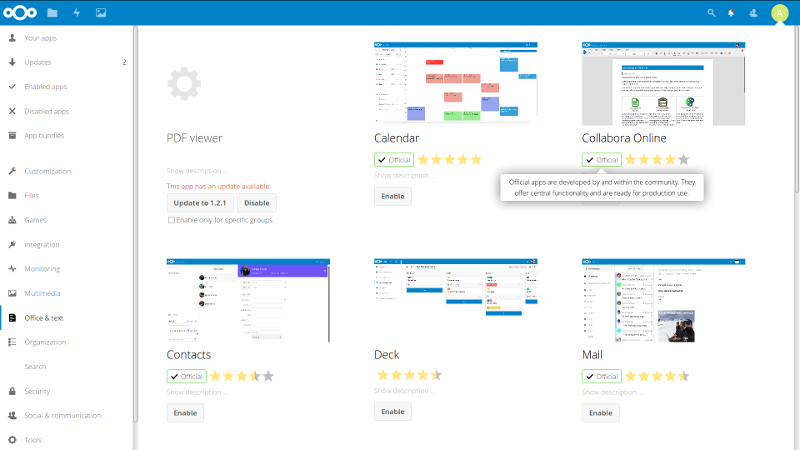 A
Your apps
Updates
2
Enabled apps
Disabled apps
App bundles
Customization
Files
Games
Integration
Monitoring
Multimedia
Office & text
Organization
Search
Security
Social & communication
Tools
PDF viewer
Show description ...
This app has an update available.
Update to 1.2.1
Disable
Enable only for specific groups.
Calendar
Official
Show description ...
Enable
Collabora Online
Official
Official apps are developed by and within the community. They
offer central functionality and are ready for production use.
Contacts
Official
Show description ...
Enable
Deck
Show description ...
Enable
Mail
Official
Show description ...
Enable